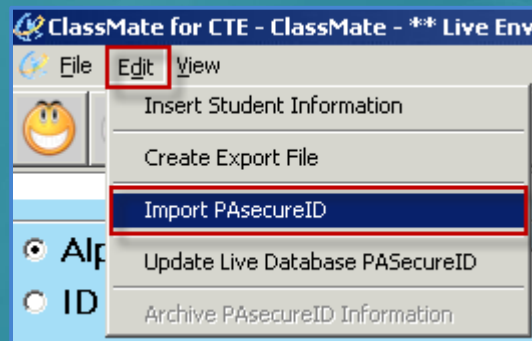 ClassMate for CTE - ClassMate - ** Live Env
File Edit View
Insert Student Information
Create Export File
Import PAsecureID
Alp
Update Live Database PASecureID
ID
Archive PAsecureID Information